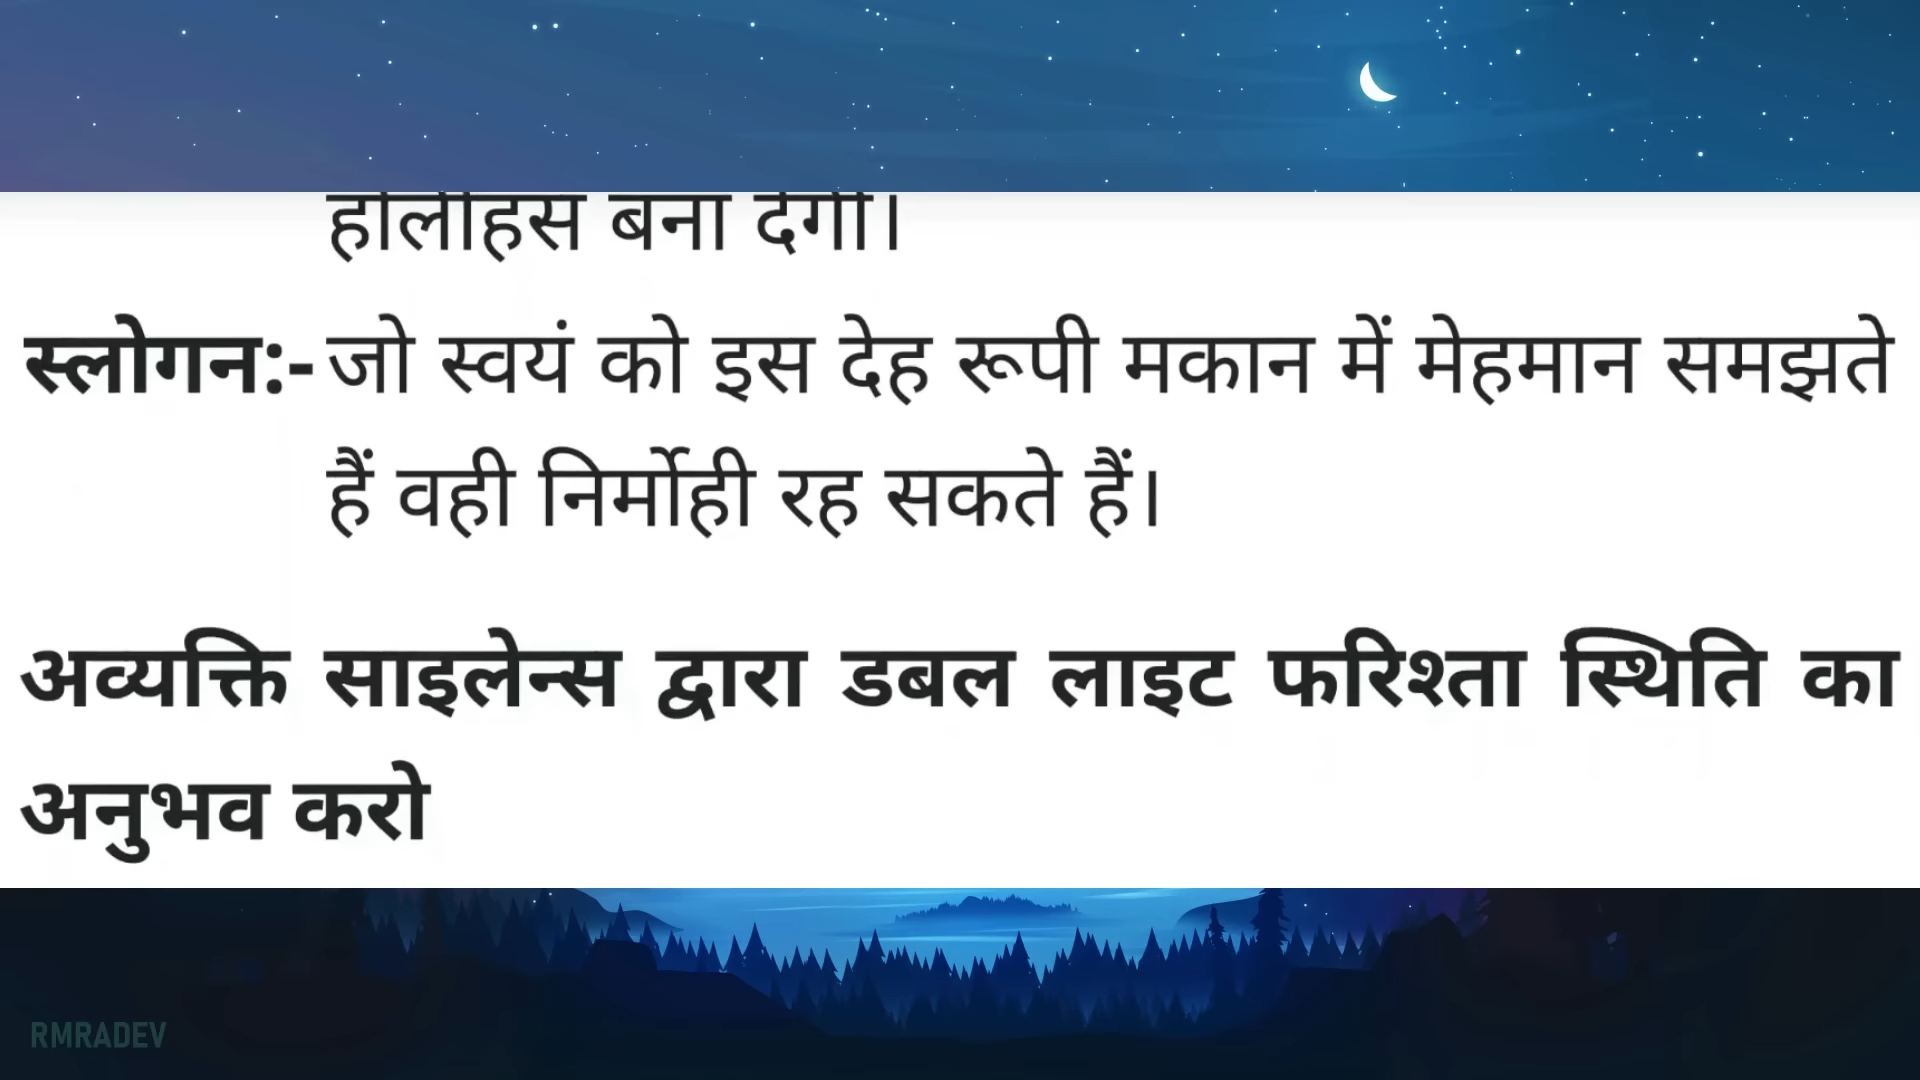 बना
स्लोगन:- जो स्वयं को इस देह रूपी मकान में मेहमान समझते
हैं वही निर्मोही रह सकते हैं।
अव्यक्ति साइलेन्स द्वारा डबल लाइट फरिश्ता स्थिति का
अनुभव करो
RMRADEV